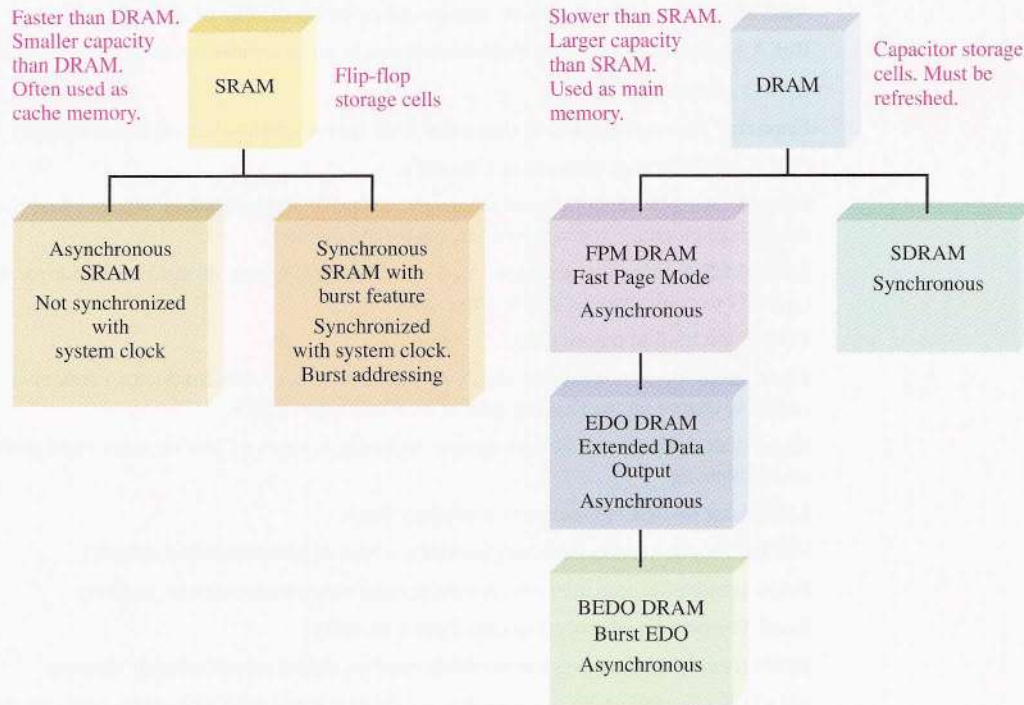 Faster than DRAM.
Smaller capacity
than DRAM.
Often used as
cache memory.
SRAM
Flip-flop
storage cells
Asynchronous
SRAM
Not synchronized
with
system clock
Synchronous
SRAM with
burst feature
Synchronized
with system clock.
Burst addressing
Slower than SRAM.
Larger capacity
than SRAM.
Used as main
memory.
DRAM
Capacitor storage
cells. Must be
refreshed.
FPM DRAM
Fast Page Mode
Asynchronous
SDRAM
Synchronous
EDO DRAM
Extended Data
Output
Asynchronous
BEDO DRAM
Burst EDO
Asynchronous